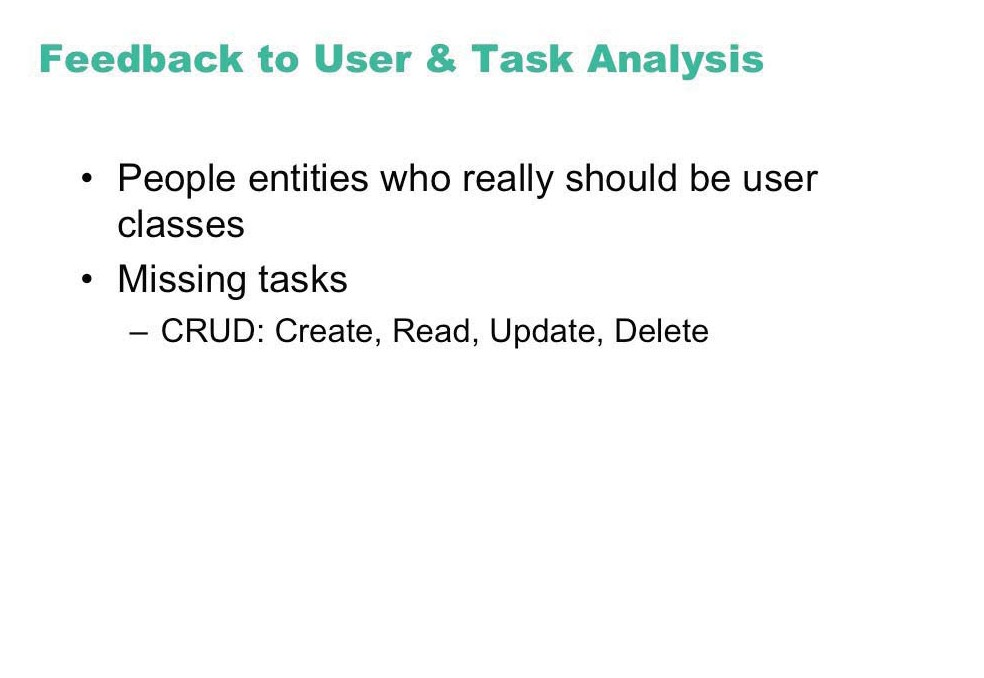 Feedback to User & Task Analysis
• People entities who really should be user
classes
• Missing tasks
– CRUD: Create, Read, Update, Delete